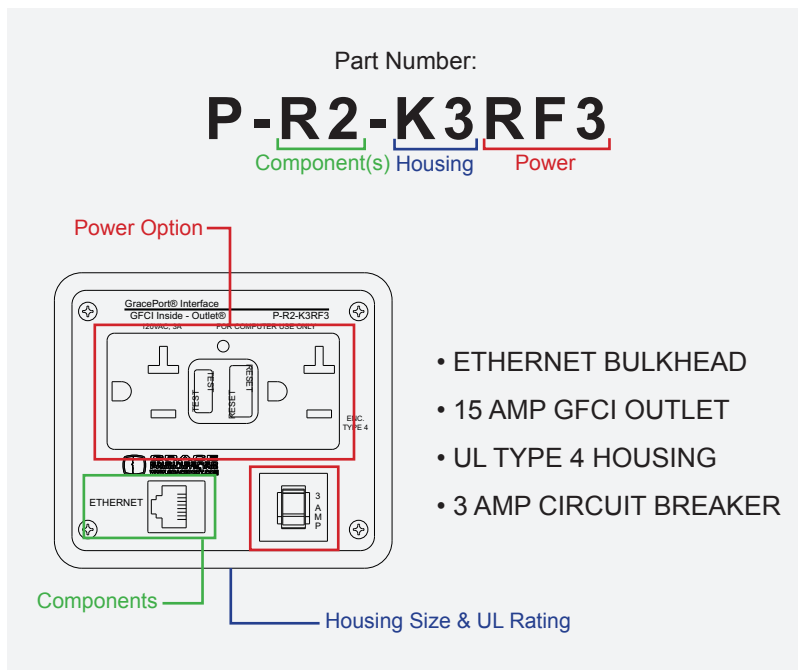 Part Number:
P-R2-K3RF3
Component(s) Housing Power
Power Option
GracePort® Interface
GFCI Inside - Outlet® P-R2-K3RF3
120VAC, 3A FOR COMPUTER USE ONLY
TEST TEST RESET RESET
ENC.
TYPE 4
ETHERNET
3
A
M
P
• ETHERNET BULKHEAD
• 15 AMP GFCI OUTLET
• UL TYPE 4 HOUSING
• 3 AMP CIRCUIT BREAKER
Components
Housing Size & UL Rating